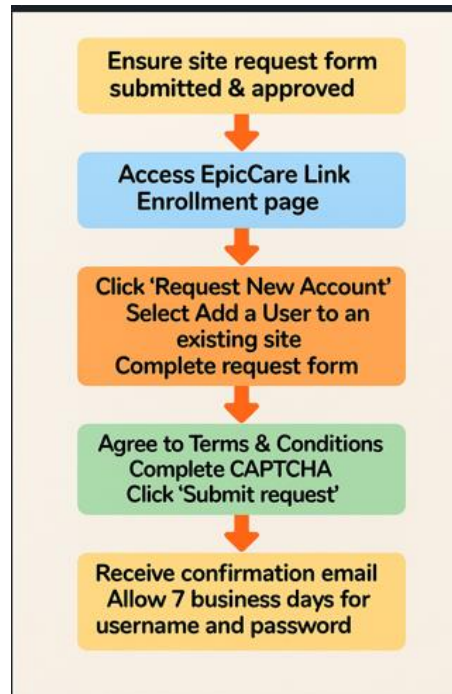 Ensure site request form
submitted & approved
Access EpicCare Link
Enrollment page
Click ‘Request New Account’
Select Add a User to an
existing site
Complete request form
Agree to Terms & Conditions
Complete CAPTCHA
Click ‘Submit request’
Receive confirmation email
Allow 7 business days for
username and password